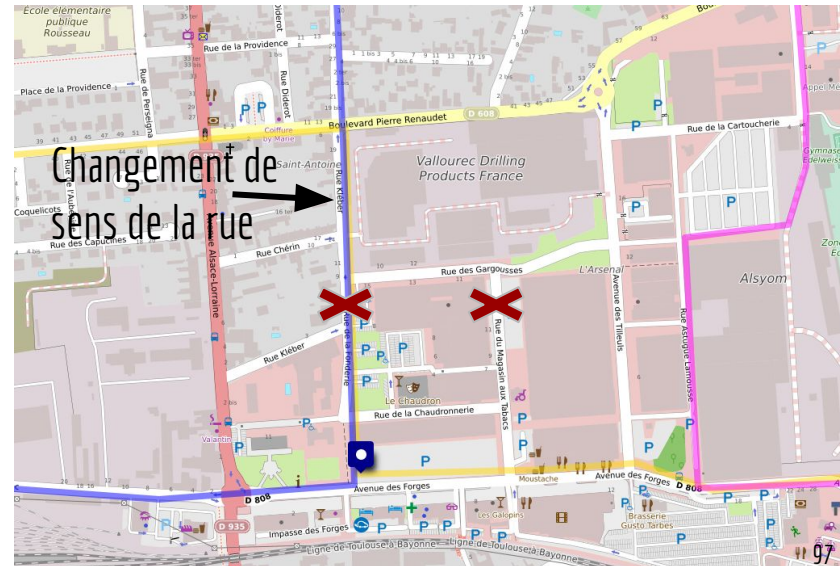 École élémentaire
publique
Rousseau
Rue de la Providence
Place de la Providence
Rue de Perseigna
Rue Diderot
Diderot
Coiffure
by Mariel
Boulevard Pierre Renaudet
D 608
Rue de la Cartoucherie
Changement de
sens de la rue
Saint-Antoine
Rue Kléber
Vallourec Drilling
Products France
Coquelicots
Rue des Capucines
Rue Chérin
Avenue Alsace-Lorraine
Rue des Gargousses
L'Arsenal
Avenue des Tilleuls
Alsyom
Rue Kléber
Rue de la Fonderie
Rue du Magasin aux Tabacs
Le Chaudron
Rue de la Chaudronnerie
Valantin
Avenue des Forges
D 808
Moustache
Avenue des Forges
D 808
D 935
Impasse des Forges
Les Galopins
Brasserie
Gusto Tarbes
Ligne de Toulouse à Bayonne
Ligne de Toulouse à Bayonne
97